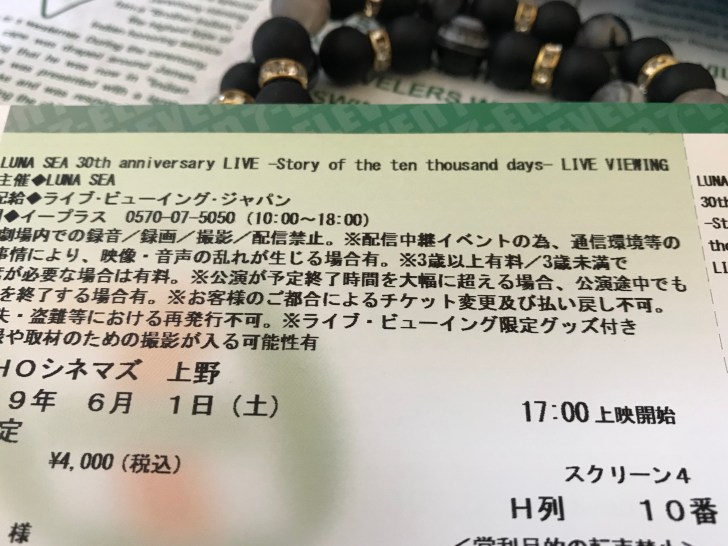 7-ELEVEN
LUNA SEA 30th anniversary LIVE -Story of the ten thousand days- LIVE VIEWING
主催◆LUNA SEA
配給◆ライブ・ビューイング・ジャパン
◆イープラス 0570-07-5050 (10:00～18:00)
劇場内での録音／録画／撮影／配信禁止。※配信中継イベントの為、通信環境等の
事情により、映像・音声の乱れが生じる場合有。※3歳以上有料／3歳未満で
が必要な場合は有料。※公演が予定終了時間を大幅に超える場合、公演途中でも
を終了する場合有。※お客様のご都合によるチケット変更及び払い戻し不可。
失・盗難等における再発行不可。※ライブ・ビューイング限定グッズ付き
や取材のための撮影が入る可能性有
HOシネマズ 上野
9年 6月 1日（土） 17:00 上映開始
定
¥4,000（税込）
スクリーン4
H列 10番
様
LUNA
30th
-St
the
LI